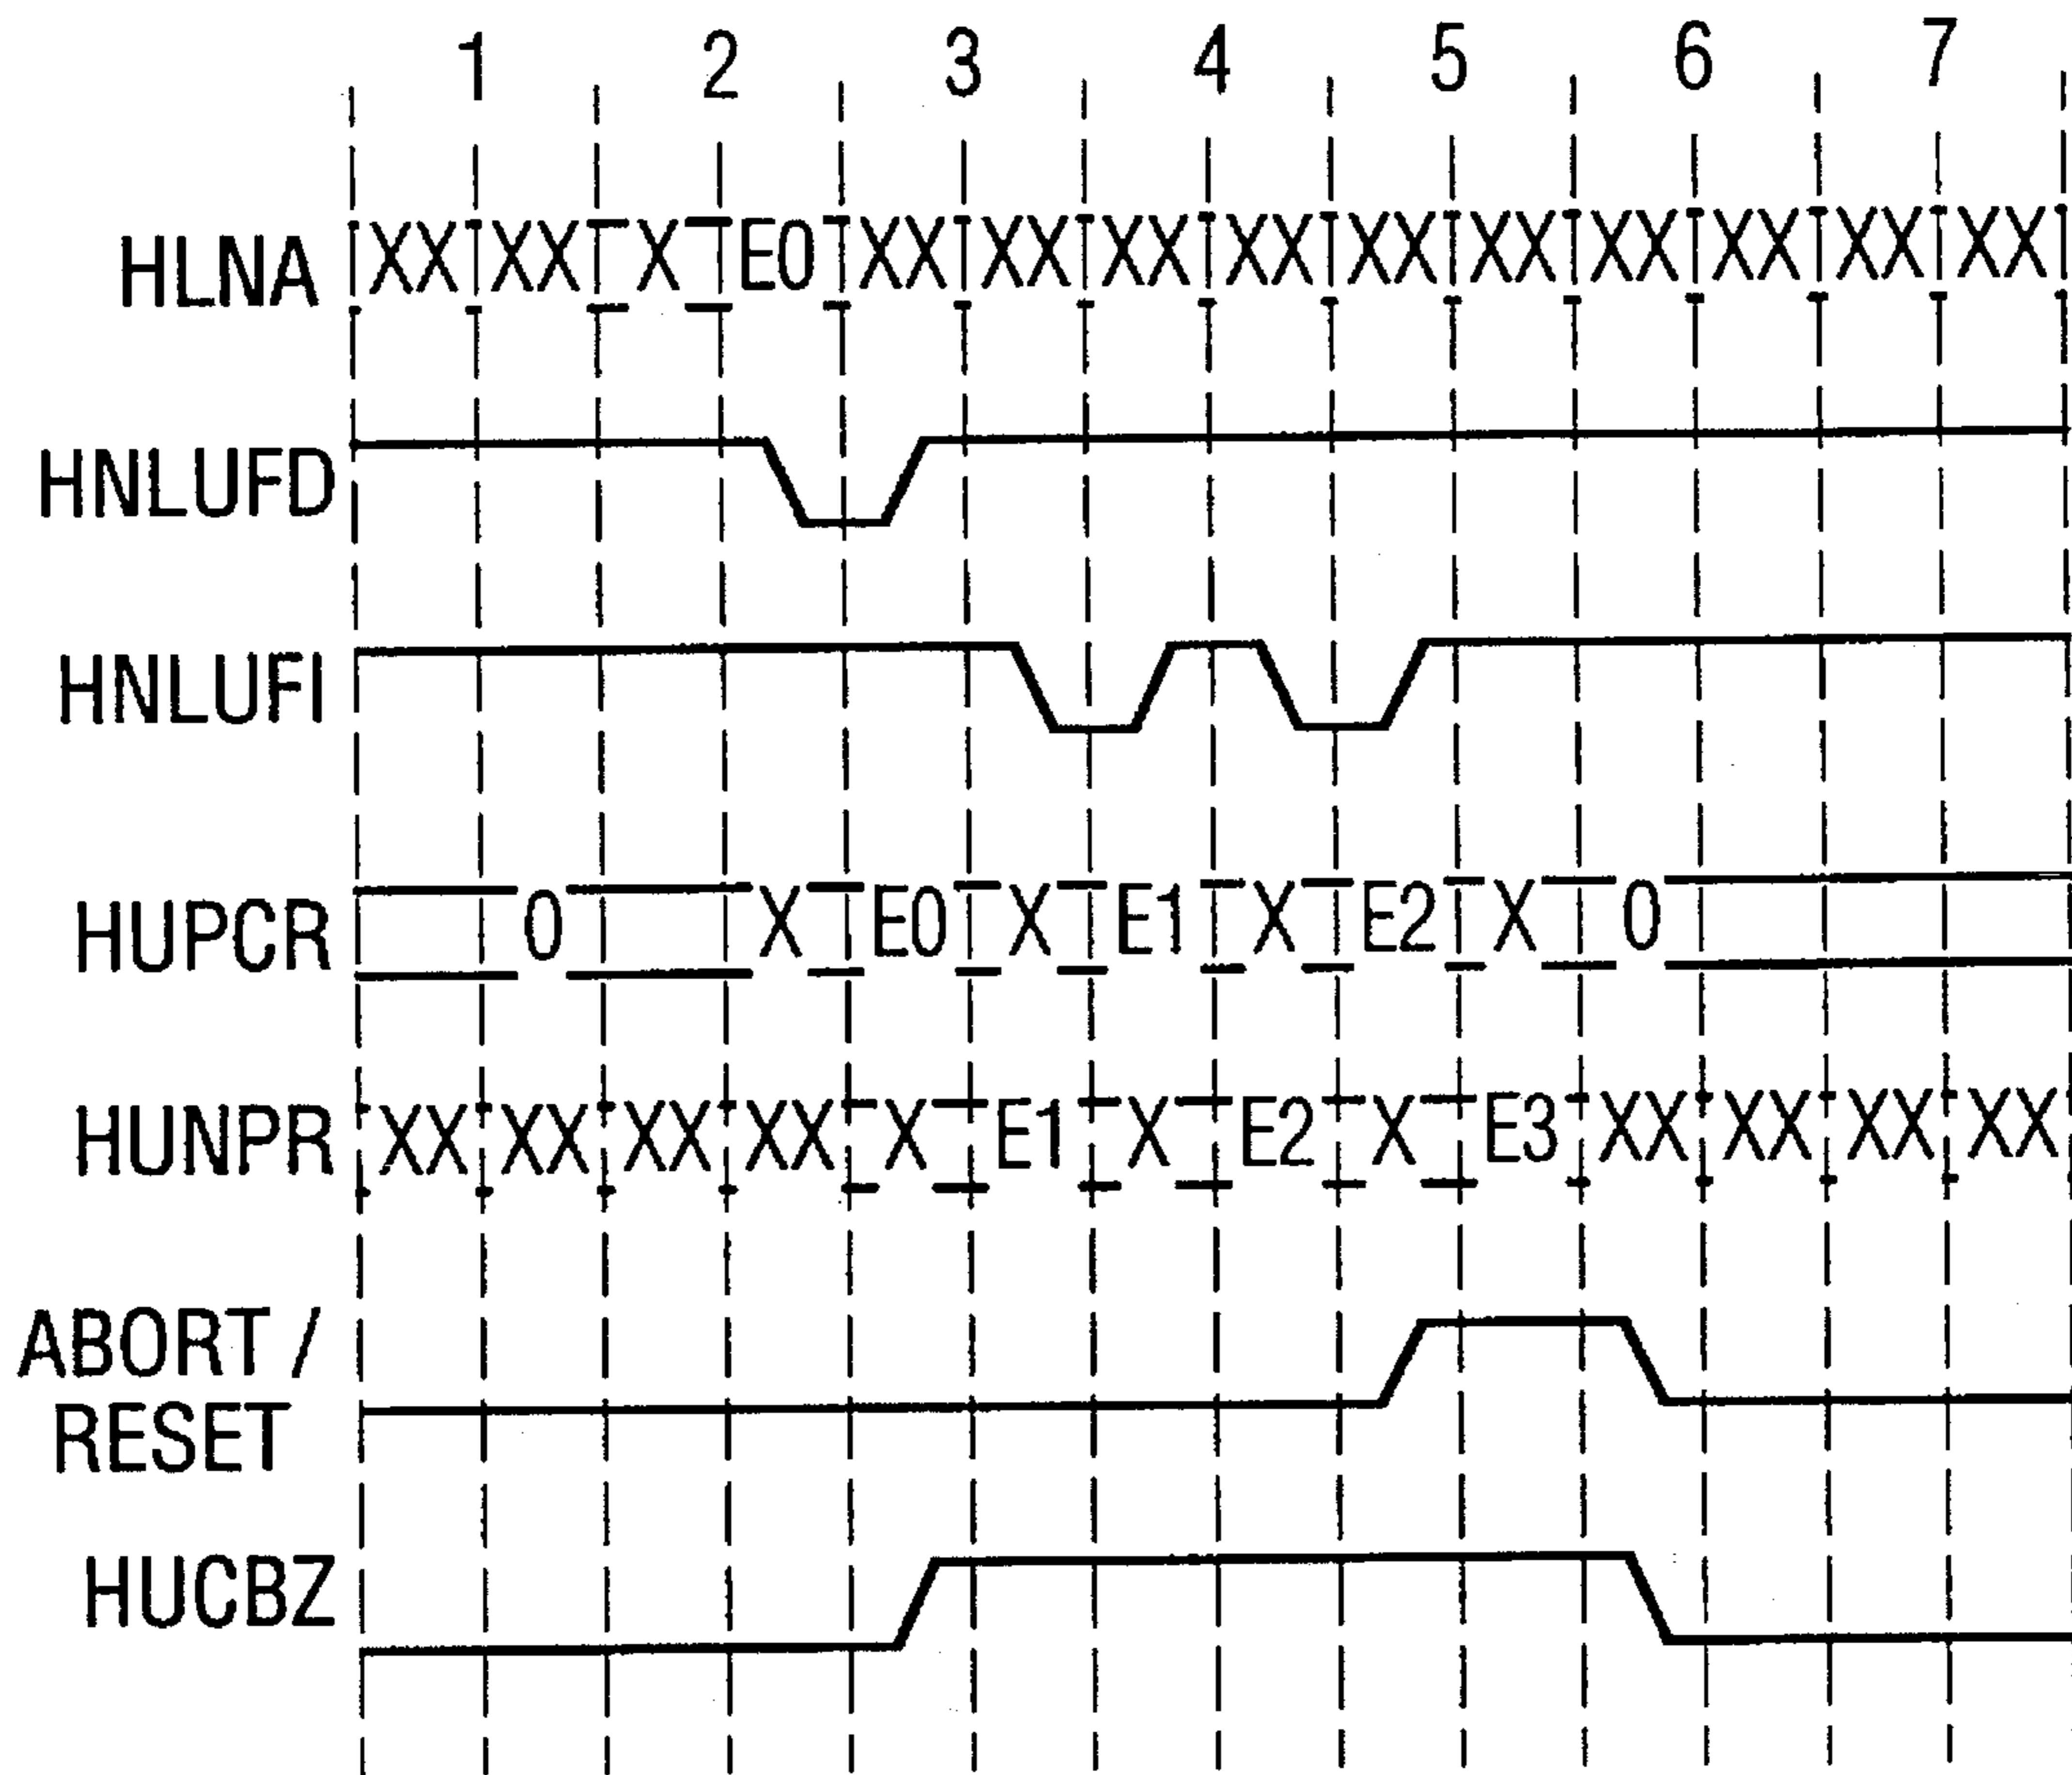 1 2 3 4 5 6 7
HLNA XX XX X E0 XX XX XX XX XX XX XX XX XX XX
HNLUFD
HNLUFI
HUPCR 0 X E0 X E1 X E2 X 0
HUNPR XX XX XX XX X E1 X E2 X E3 XX XX XX XX
ABORT /
RESET
HUCBZ